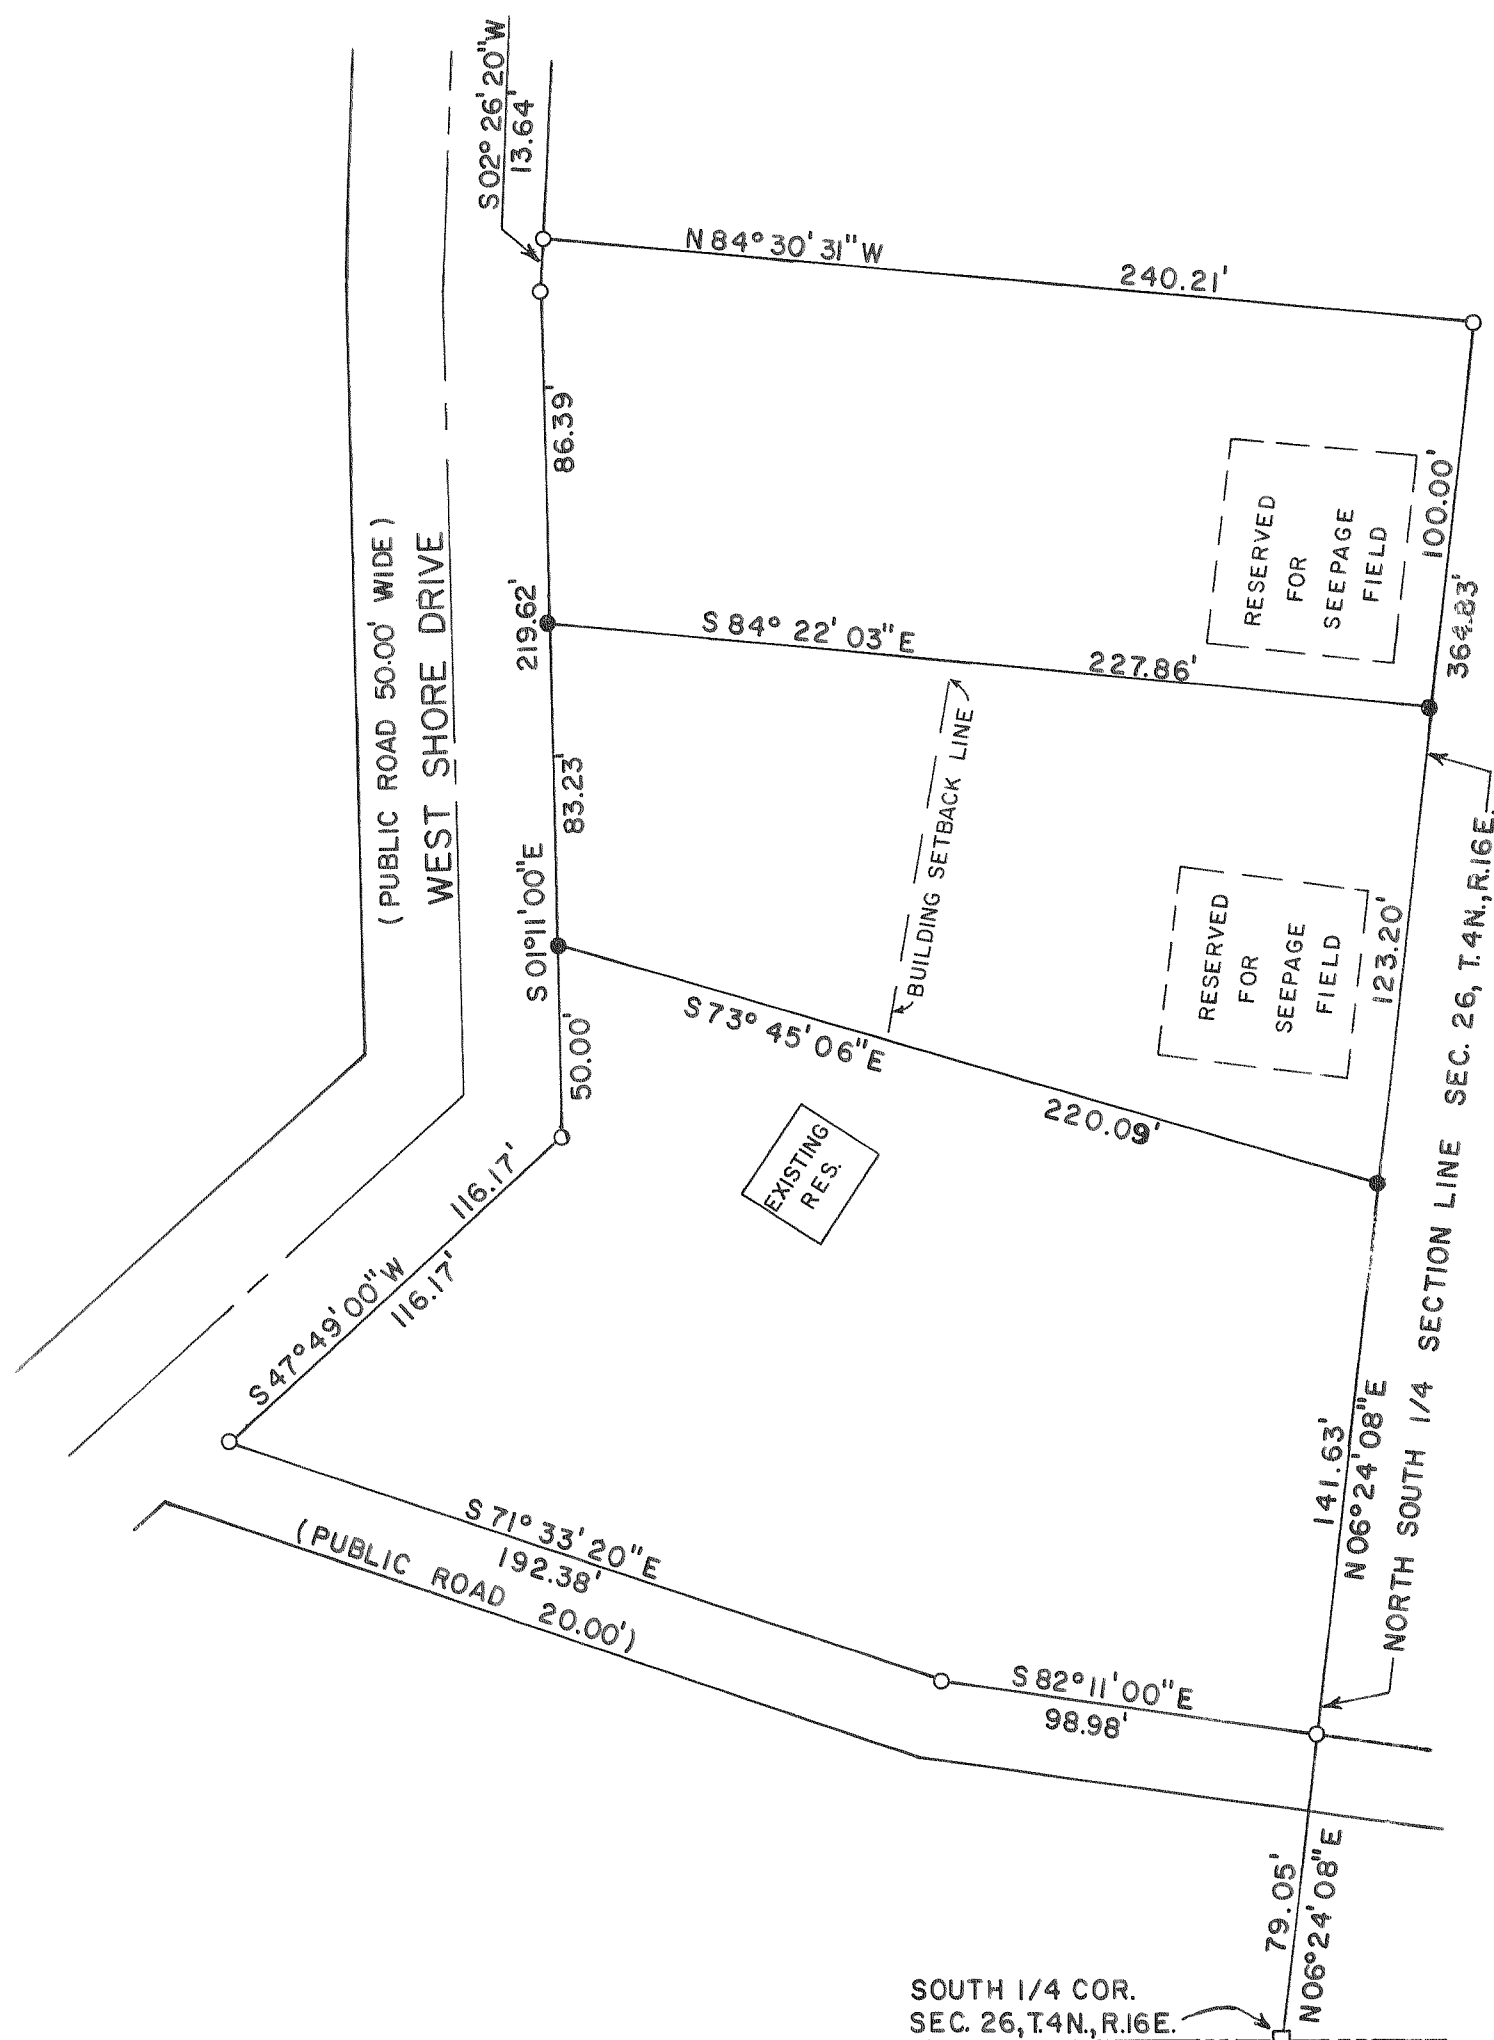 S 02° 26' 20" W
13.64'
N 84° 30' 31" W
240.21'
86.39'
(PUBLIC ROAD 50.00' WIDE)
WEST SHORE DRIVE
RESERVED
FOR
SEEPAGE
FIELD
100.00'
364.83'
219.62'
S 84° 22' 03" E
227.86'
83.23'
BUILDING SETBACK LINE
S 01° 11' 00" E
RESERVED
FOR
SEEPAGE
FIELD
123.20'
NORTH SOUTH 1/4 SECTION LINE SEC. 26, T.4N., R.16E.
50.00'
S 73° 45' 06" E
220.09'
EXISTING
RES.
116.17'
S 47° 49' 00" W
116.17'
141.63'
N 06° 24' 08" E
S 71° 33' 20" E
192.38'
(PUBLIC ROAD 20.00')
S 82° 11' 00" E
98.98'
79.05'
N 06° 24' 08" E
SOUTH 1/4 COR.
SEC. 26, T.4N., R.16E.